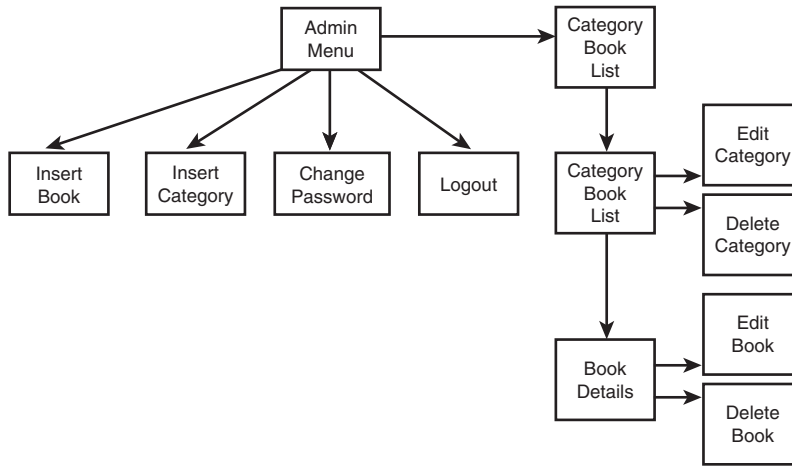 Admin
Menu
Category
Book
List
Insert
Book
Insert
Category
Change
Password
Logout
Category
Book
List
Edit
Category
Delete
Category
Book
Details
Edit
Book
Delete
Book